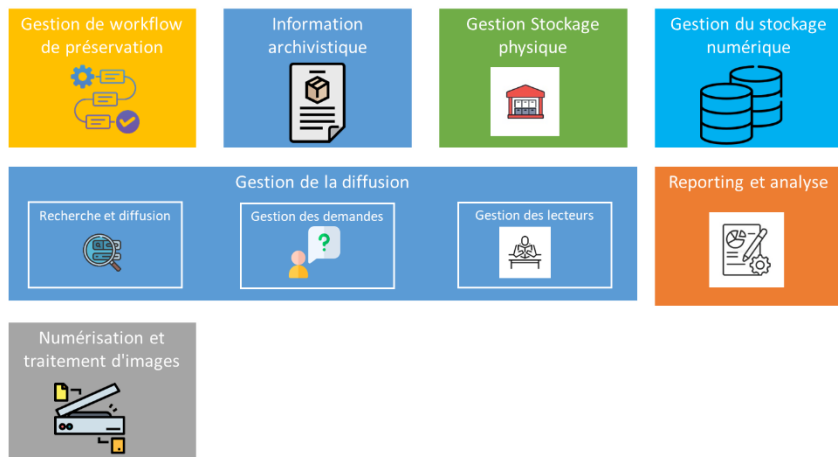 Gestion de workflow
de préservation
Information
archivistique
Gestion Stockage
physique
Gestion du stockage
numérique
Gestion de la diffusion
Recherche et diffusion
Gestion des demandes
?
Gestion des lecteurs
Reporting et analyse
Numérisation et
traitement d'images